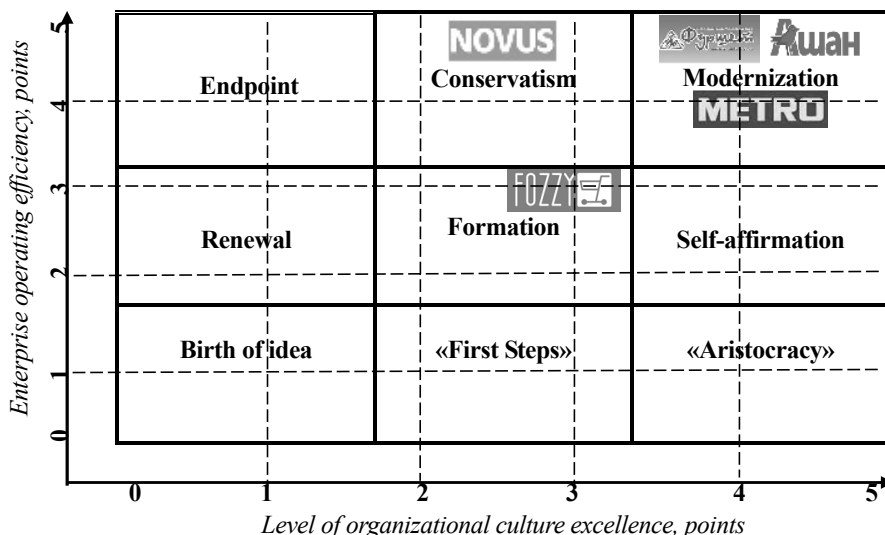 Enterprise operating efficiency, points
5
4
3
2
1
0
NOVUS
Фуршет
Ашан
Endpoint
Conservatism
Modernization
METRO
FOZZY
Renewal
Formation
Self-affirmation
Birth of idea
«First Steps»
«Aristocracy»
0 1 2 3 4 5
Level of organizational culture excellence, points